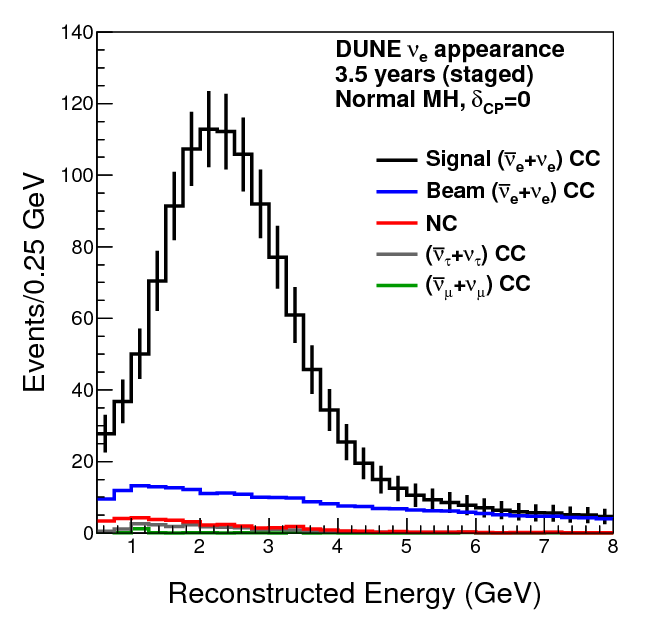 DUNE νe appearance
3.5 years (staged)
Normal MH, δCP=0
Signal (ν̅e+νe) CC
Beam (ν̅e+νe) CC
NC
(ν̅τ+ντ) CC
(ν̅μ+νμ) CC
Events/0.25 GeV
140
120
100
80
60
40
20
0
1 2 3 4 5 6 7 8
Reconstructed Energy (GeV)